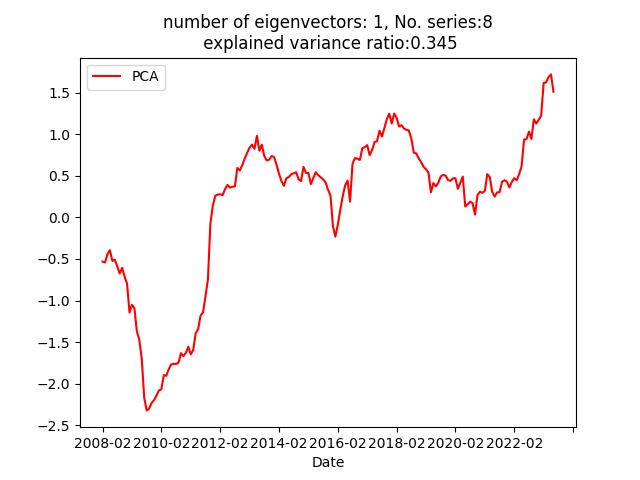 number of eigenvectors: 1, No. series:8
explained variance ratio:0.345
PCA
1.5
1.0
0.5
0.0
−0.5
−1.0
−1.5
−2.0
−2.5
2008-02 2010-02 2012-02 2014-02 2016-02 2018-02 2020-02 2022-02
Date